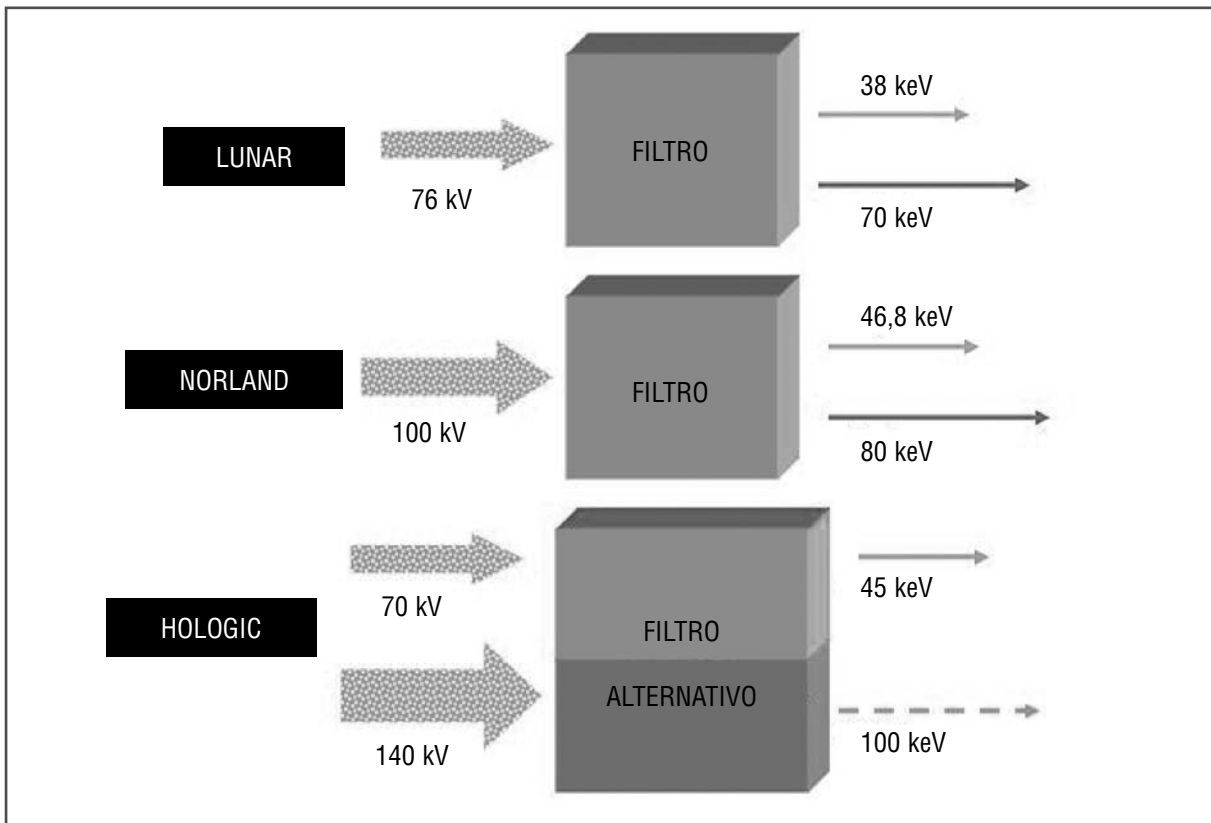 LUNAR
76 kV
FILTRO
38 keV
70 keV
NORLAND
100 kV
FILTRO
46,8 keV
80 keV
HOLOGIC
70 kV
140 kV
FILTRO
ALTERNATIVO
45 keV
100 keV